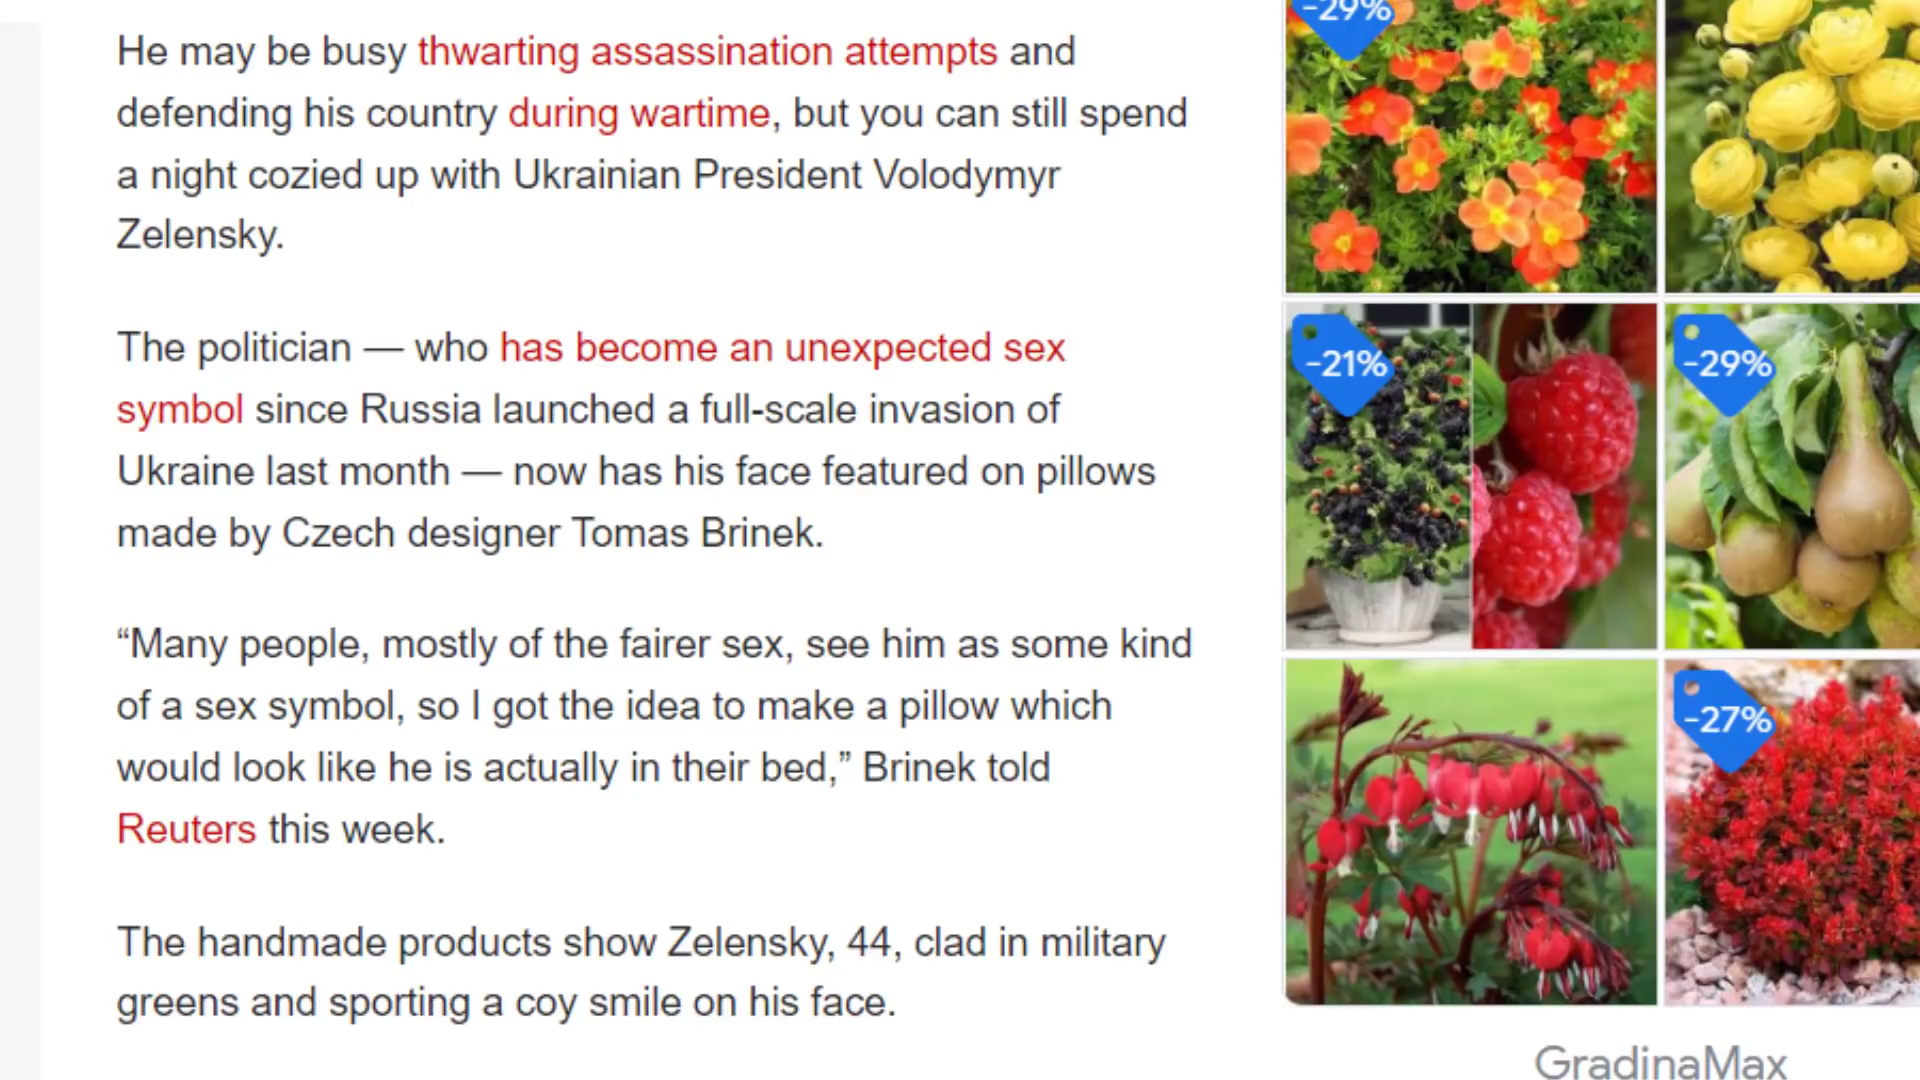 He may be busy thwarting assassination attempts and
defending his country during wartime, but you can still spend
a night cozied up with Ukrainian President Volodymyr
Zelensky.
The politician — who has become an unexpected sex
symbol since Russia launched a full-scale invasion of
Ukraine last month — now has his face featured on pillows
made by Czech designer Tomas Brinek.
“Many people, mostly of the fairer sex, see him as some kind
of a sex symbol, so I got the idea to make a pillow which
would look like he is actually in their bed,” Brinek told
Reuters this week.
The handmade products show Zelensky, 44, clad in military
greens and sporting a coy smile on his face.
-29%
-21%
-29%
-27%
GradinaMax